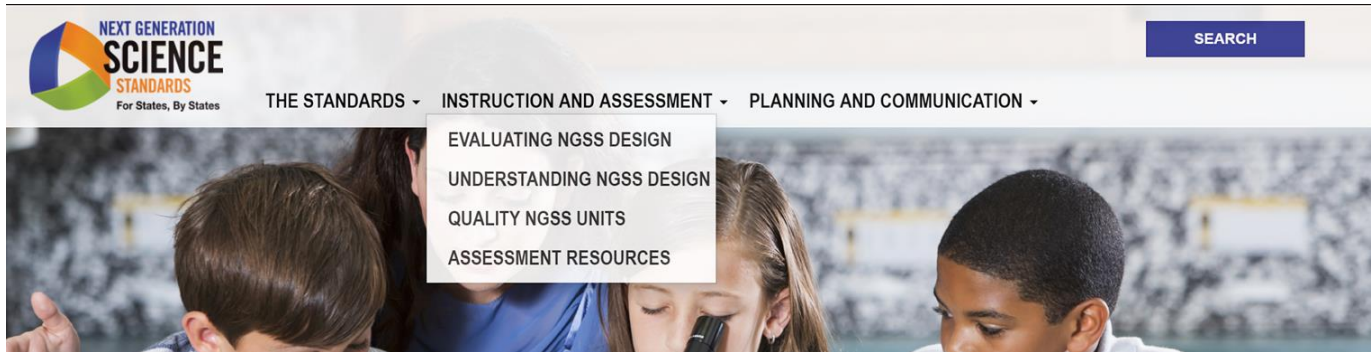 NEXT GENERATION
SCIENCE
STANDARDS
For States, By States
SEARCH
THE STANDARDS INSTRUCTION AND ASSESSMENT PLANNING AND COMMUNICATION
EVALUATING NGSS DESIGN
UNDERSTANDING NGSS DESIGN
QUALITY NGSS UNITS
ASSESSMENT RESOURCES